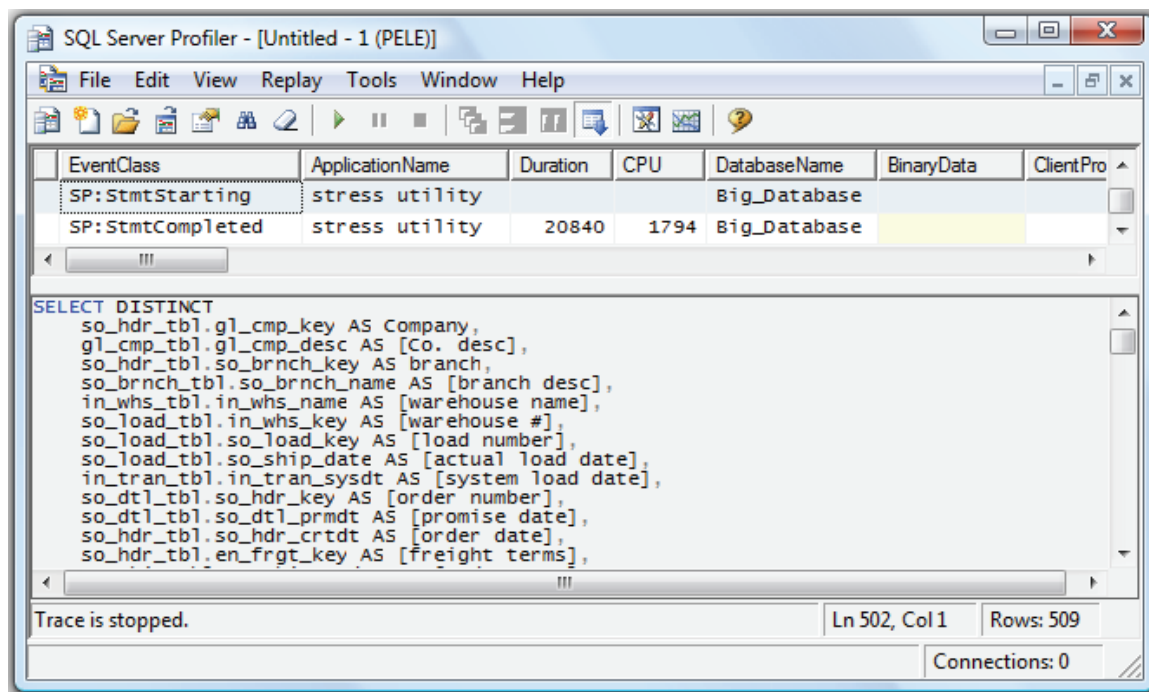 SQL Server Profiler - [Untitled - 1 (PELE)]
File Edit View Replay Tools Window Help
EventClass ApplicationName Duration CPU DatabaseName BinaryData ClientPro
SP:StmtStarting stress utility Big_Database
SP:StmtCompleted stress utility 20840 1794 Big_Database
SELECT DISTINCT
so_hdr_tbl.gl_cmp_key AS Company,
gl_cmp_tbl.gl_cmp_desc AS [Co. desc],
so_hdr_tbl.so_brnch_key AS branch,
so_brnch_tbl.so_brnch_name AS [branch desc],
in_whs_tbl.in_whs_name AS [warehouse name],
so_load_tbl.in_whs_key AS [warehouse #],
so_load_tbl.so_load_key AS [load number],
so_load_tbl.so_ship_date AS [actual load date],
in_tran_tbl.in_tran_sysdt AS [system load date],
so_dtl_tbl.so_hdr_key AS [order number],
so_dtl_tbl.so_dtl_prmdt AS [promise date],
so_hdr_tbl.so_hdr_crtdt AS [order date],
so_hdr_tbl.en_frgt_key AS [freight terms],
Trace is stopped. Ln 502, Col 1 Rows: 509
Connections: 0